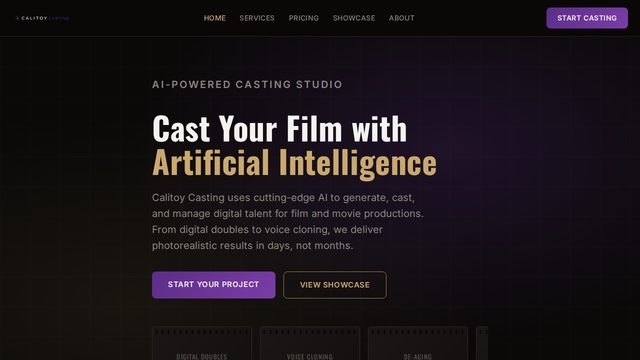 CALITOY CASTING
HOME SERVICES PRICING SHOWCASE ABOUT
START CASTING
AI-POWERED CASTING STUDIO
Cast Your Film with
Artificial Intelligence
Calitoy Casting uses cutting-edge AI to generate, cast,
and manage digital talent for film and movie productions.
From digital doubles to voice cloning, we deliver
photorealistic results in days, not months.
START YOUR PROJECT
VIEW SHOWCASE
DIGITAL DOUBLES
VOICE CLONING
DE-AGING